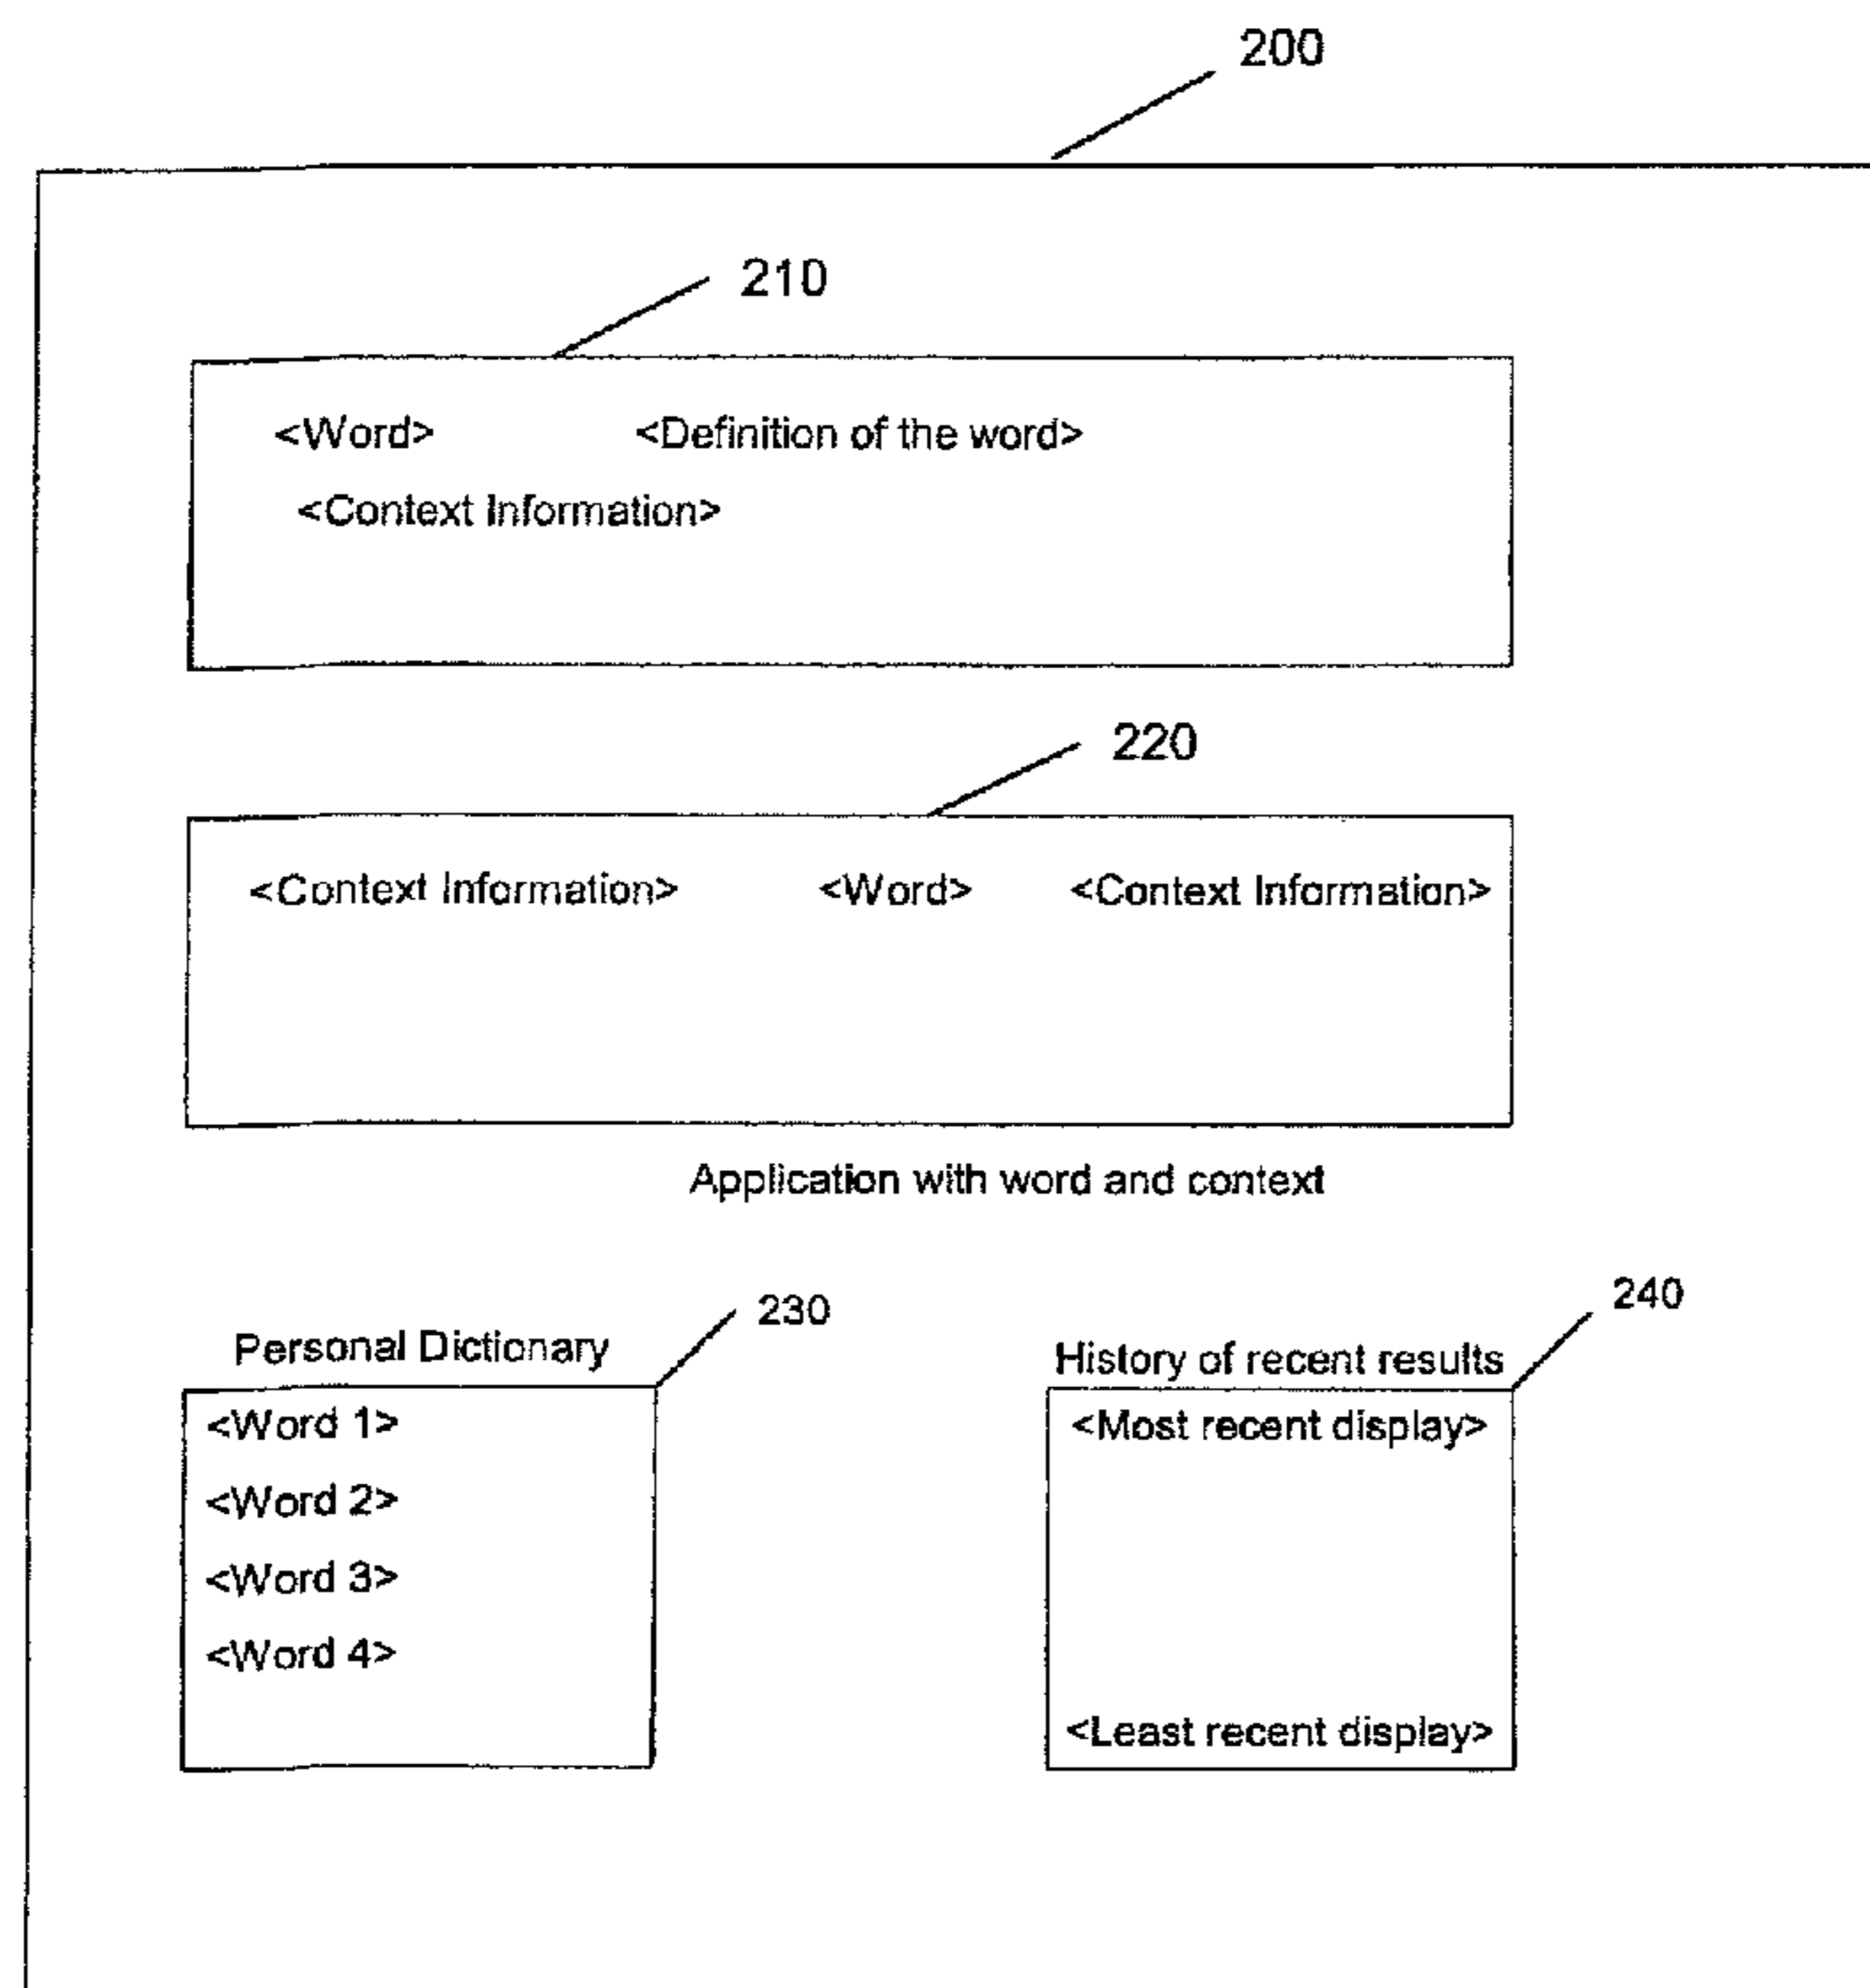 200
210
<Word> <Definition of the word>
<Context Information>
220
<Context Information> <Word> <Context Information>
Application with word and context
230
Personal Dictionary
<Word 1>
<Word 2>
<Word 3>
<Word 4>
240
History of recent results
<Most recent display>
<Least recent display>